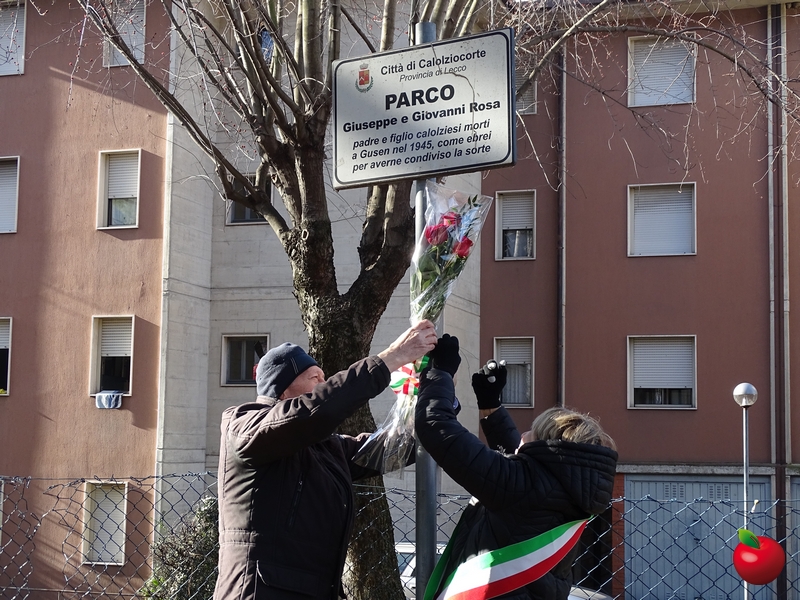 Città di Calolziocorte
Provincia di Lecco
PARCO
Giuseppe e Giovanni Rosa
padre e figlio calolziesi morti
a Gusen nel 1945, come ebrei
per averne condiviso la sorte